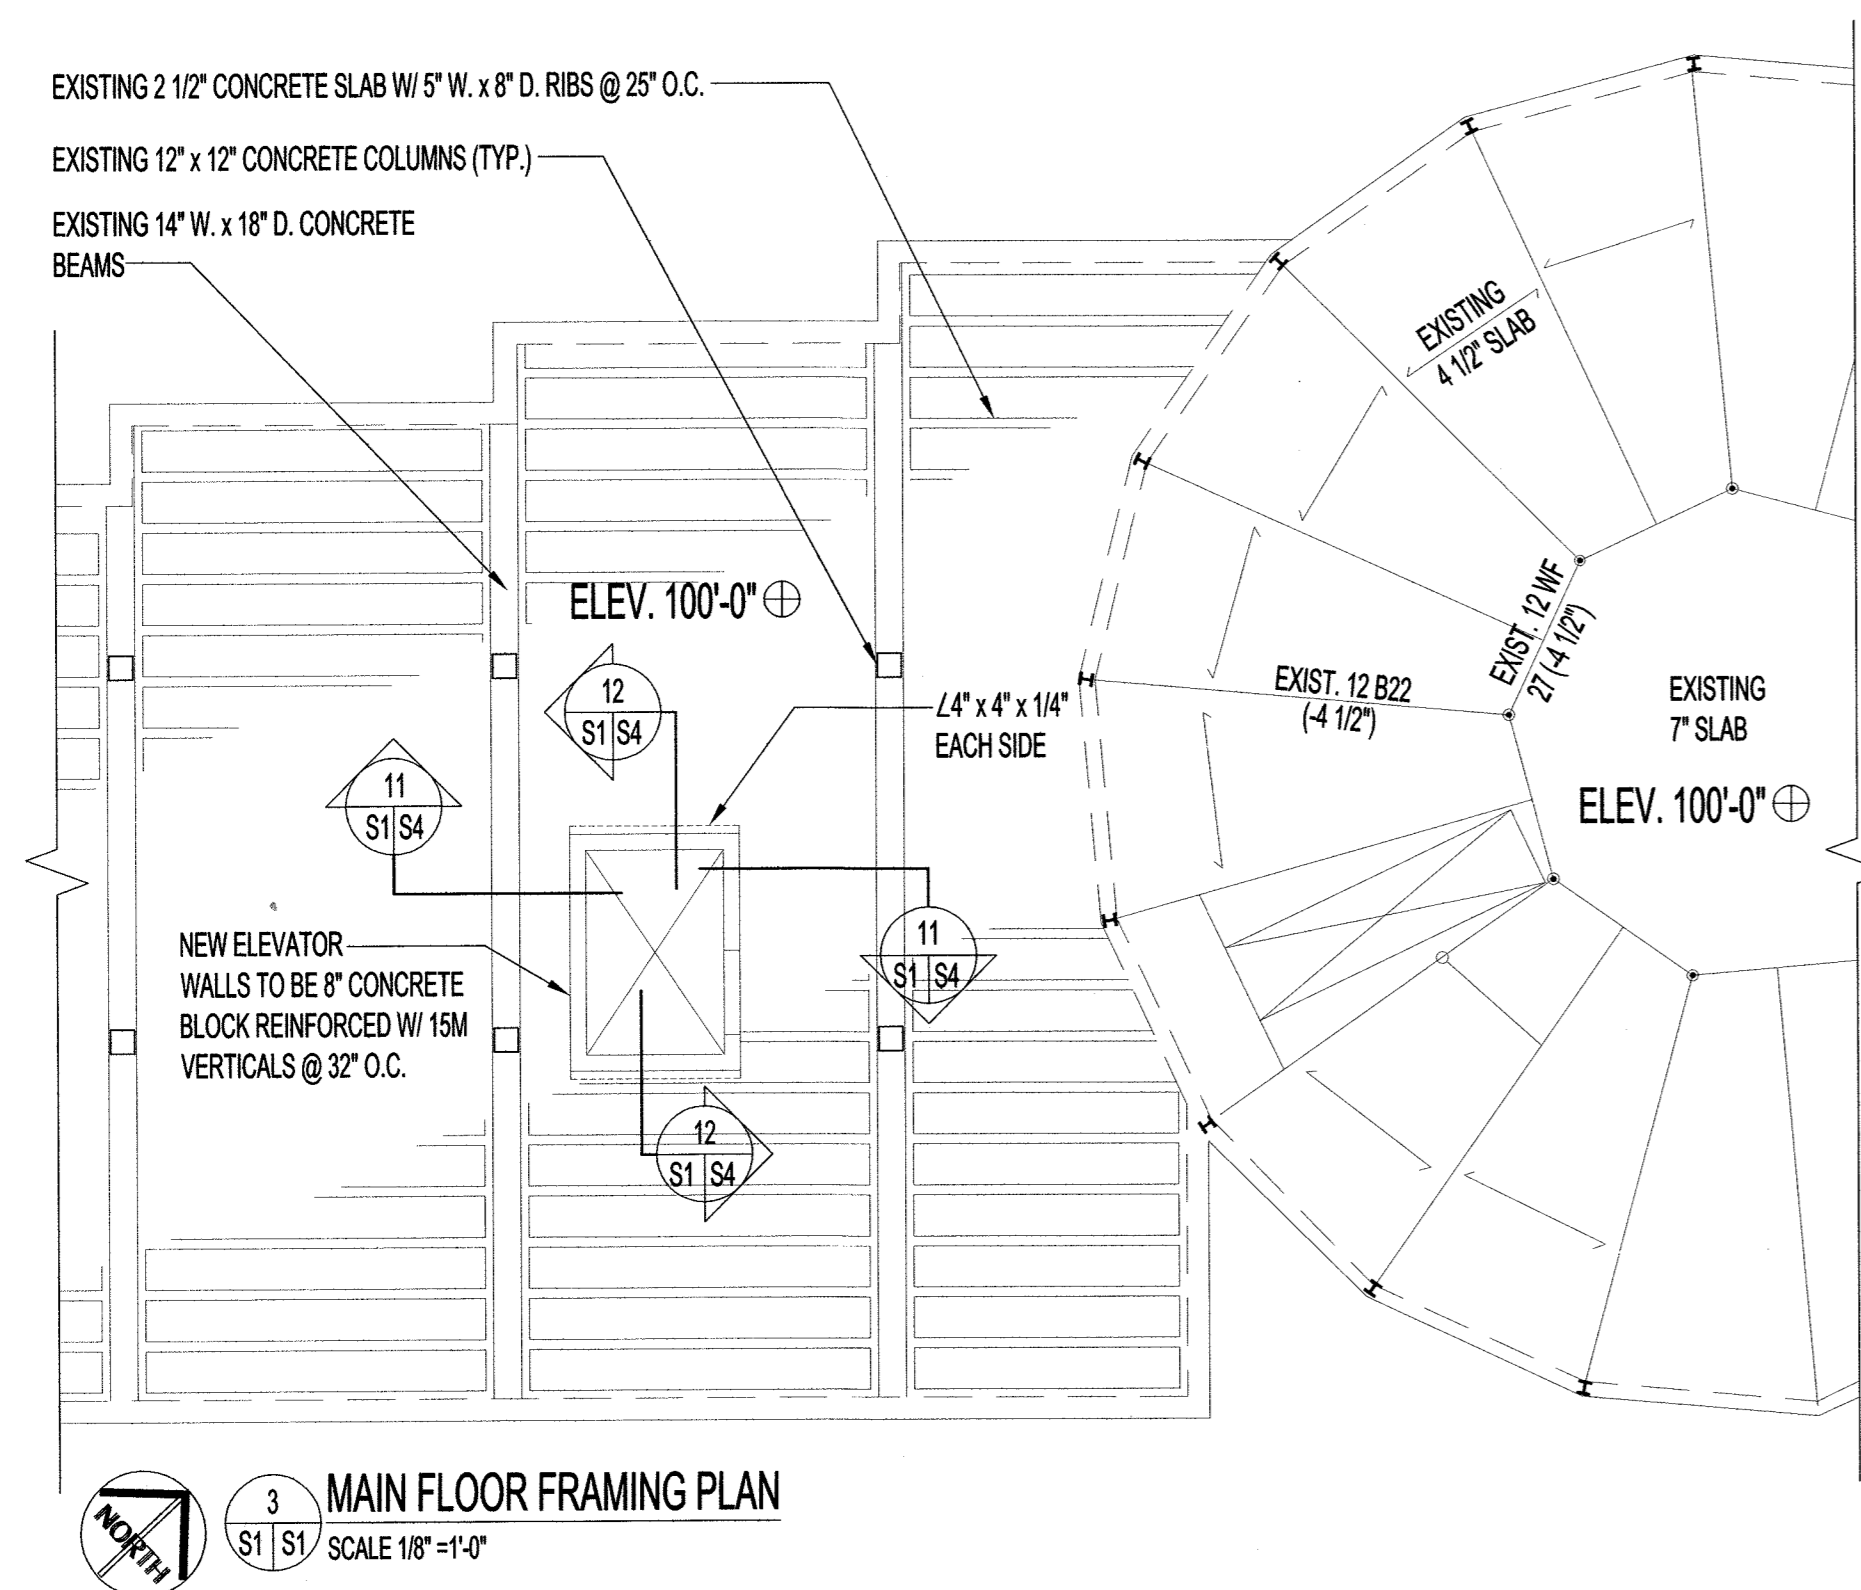 EXISTING 2 1/2" CONCRETE SLAB W/ 5" W. x 8" D. RIBS @ 25" O.C.
EXISTING 12" x 12" CONCRETE COLUMNS (TYP.)
EXISTING 14" W. x 18" D. CONCRETE
BEAMS
EXISTING
4 1/2" SLAB
ELEV. 100'-0"
EXIST. 12 WF
27 (-4 1/2")
EXIST. 12 B22
(-4 1/2")
EXISTING
7" SLAB
ELEV. 100'-0"
12
S1 S4
∠4" x 4" x 1/4"
EACH SIDE
11
S1 S4
11
S1 S4
NEW ELEVATOR
WALLS TO BE 8" CONCRETE
BLOCK REINFORCED W/ 15M
VERTICALS @ 32" O.C.
12
S1 S4
NORTH
3
S1 S1
MAIN FLOOR FRAMING PLAN
SCALE 1/8" =1'-0"